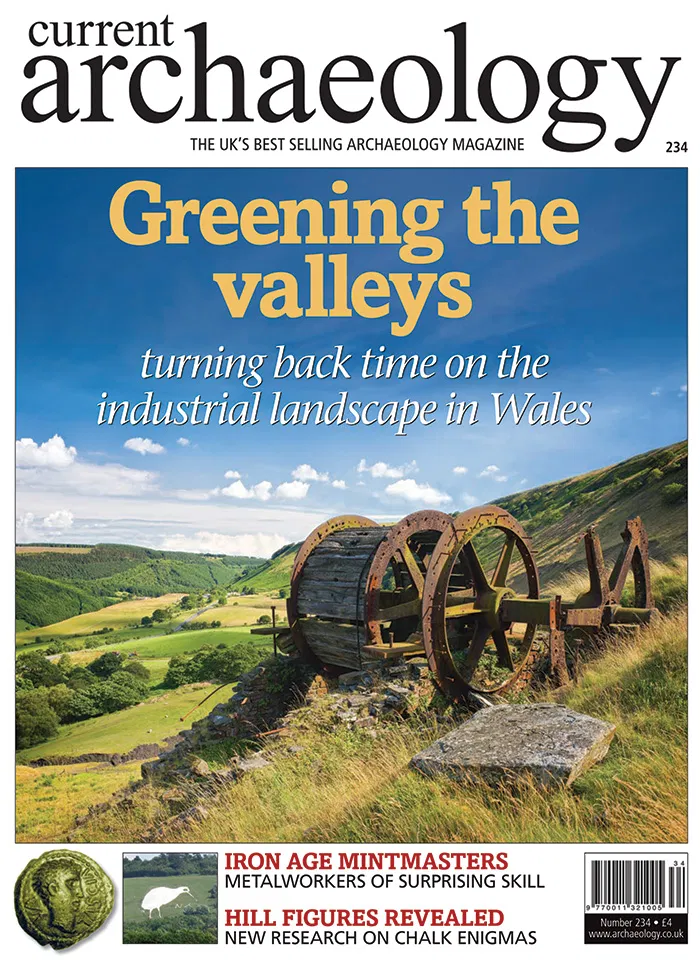 current
archaeology
THE UK'S BEST SELLING ARCHAEOLOGY MAGAZINE
234
Greening the
valleys
turning back time on the
industrial landscape in Wales
IRON AGE MINTMASTERS
METALWORKERS OF SURPRISING SKILL
HILL FIGURES REVEALED
NEW RESEARCH ON CHALK ENIGMAS
34
9 770011 321005
Number 234 • £4
www.archaeology.co.uk